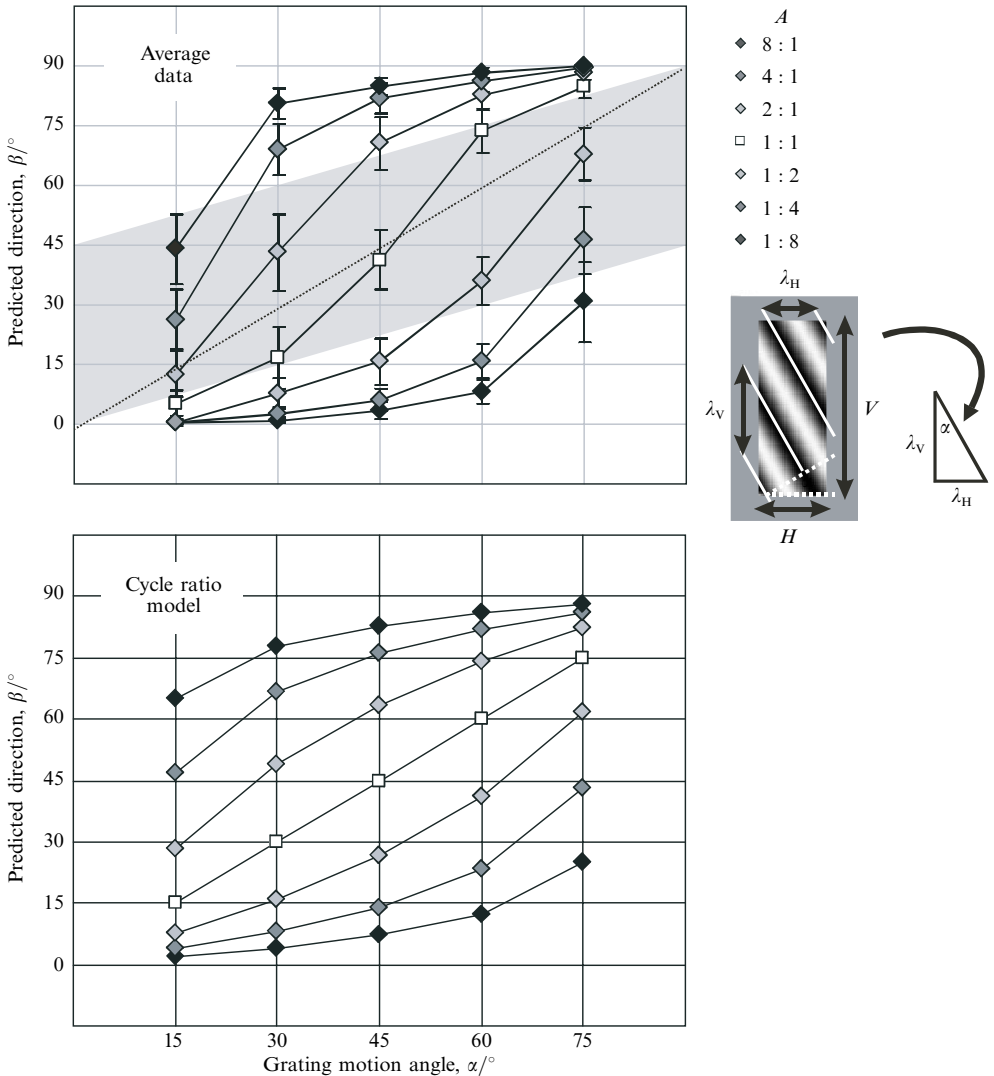 Average
data
90
75
60
45
30
15
0
Predicted direction, β/°
A
8 : 1
4 : 1
2 : 1
1 : 1
1 : 2
1 : 4
1 : 8
λH
λV
V
H
α
λV
λH
Cycle ratio
model
90
75
60
45
30
15
0
Predicted direction, β/°
15 30 45 60 75
Grating motion angle, α/°